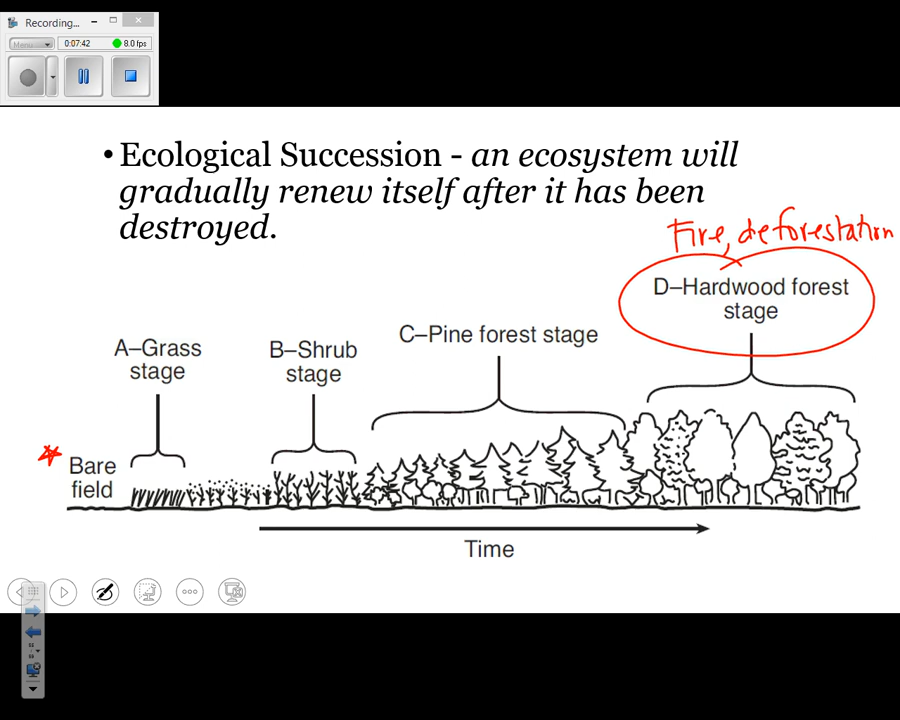 Recording...
Menu
0:07:42
8.0 fps
• Ecological Succession - an ecosystem will
gradually renew itself after it has been
destroyed.
Fire, deforestation
D–Hardwood forest
stage
C–Pine forest stage
A–Grass
stage
B–Shrub
stage
Bare
field
Time